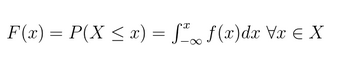 F(x) = P(X ≤ x) = ∫_{−∞}^{x} f(x)dx ∀x ∈ X